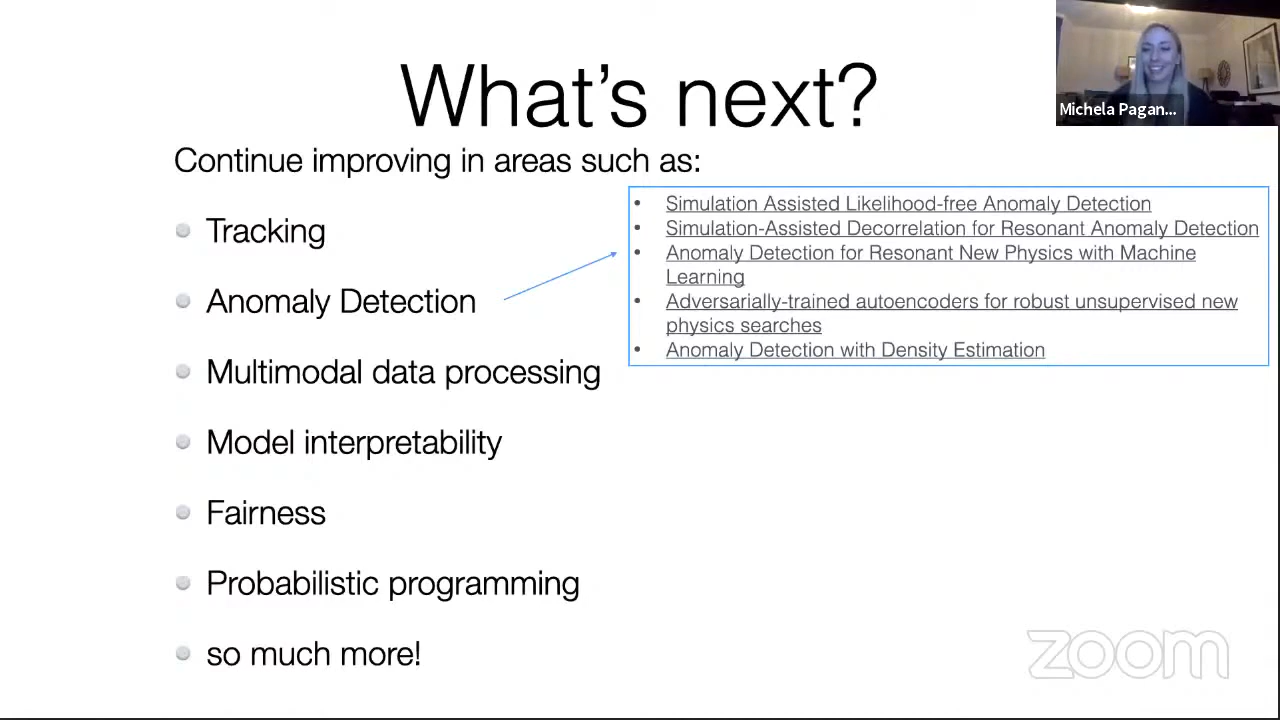 What's next?
Michela Pagan...
Continue improving in areas such as:
• Tracking
• Anomaly Detection
• Simulation Assisted Likelihood-free Anomaly Detection
• Simulation-Assisted Decorrelation for Resonant Anomaly Detection
• Anomaly Detection for Resonant New Physics with Machine
Learning
• Adversarially-trained autoencoders for robust unsupervised new
physics searches
• Anomaly Detection with Density Estimation
• Multimodal data processing
• Model interpretability
• Fairness
• Probabilistic programming
• so much more!
zoom